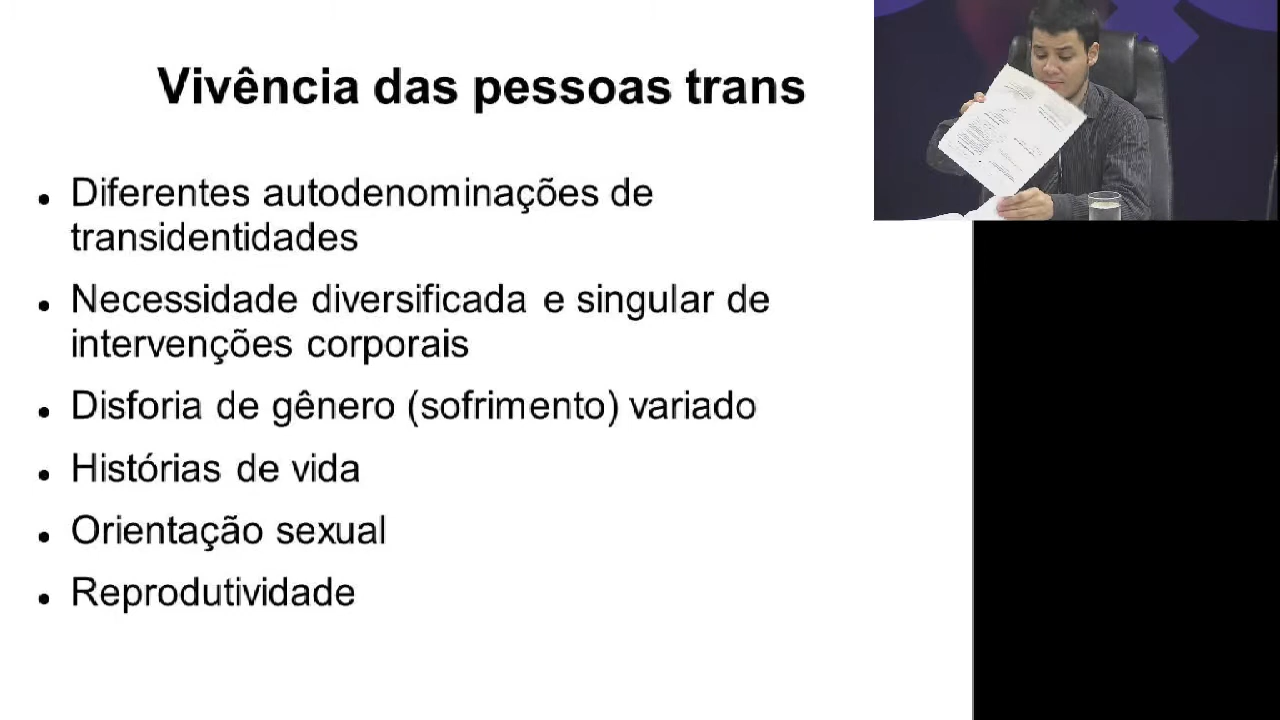 Vivência das pessoas trans
Diferentes autodenominações de
transidentidades
Necessidade diversificada e singular de
intervenções corporais
Disforia de gênero (sofrimento) variado
Histórias de vida
Orientação sexual
Reprodutividade